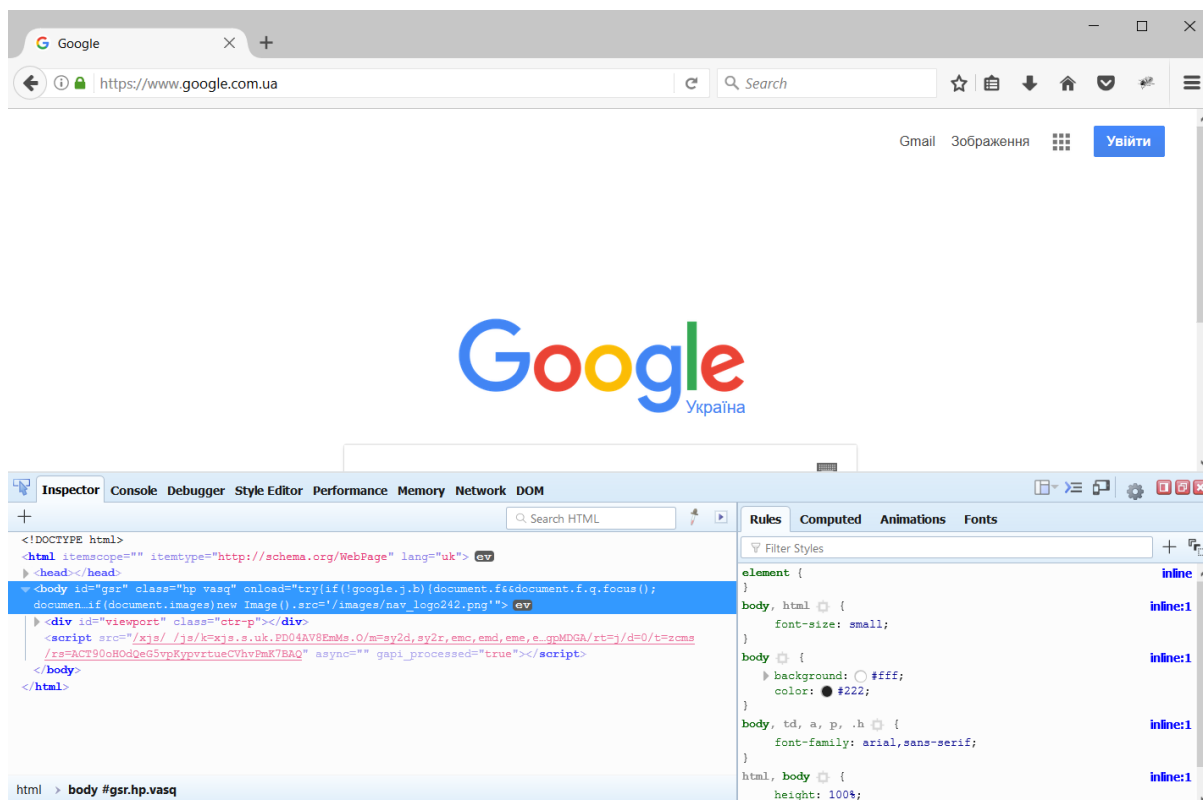 Google
https://www.google.com.ua
Search
Gmail Зображення Увійти
Google
Україна
Inspector Console Debugger Style Editor Performance Memory Network DOM
Search HTML
<!DOCTYPE html>
<html itemscope="" itemtype="http://schema.org/WebPage" lang="uk"> ev
<head></head>
<body id="gsr" class="hp vasq" onload="try{if(!google.j.b){document.f&&document.f.q.focus();
documen…if(document.images)new Image().src='/images/nav_logo242.png'"> ev
<div id="viewport" class="ctr-p"></div>
<script src="/xjs/_/js/k=xjs.s.uk.PD04AV8EmMs.O/m=sy2d,sy2r,emc,emd,eme,e…gpMDGA/rt=j/d=0/t=zcms
/rs=ACT90oHOdQeG5vpKypvrtueCVhvPmK7BAQ" async="" gapi_processed="true"></script>
</body>
</html>
html > body #gsr.hp.vasq
Rules Computed Animations Fonts
Filter Styles
element { inline
}
body, html { inline:1
font-size: small;
}
body { inline:1
background: #fff;
color: #222;
}
body, td, a, p, .h { inline:1
font-family: arial,sans-serif;
}
html, body { inline:1
height: 100%;